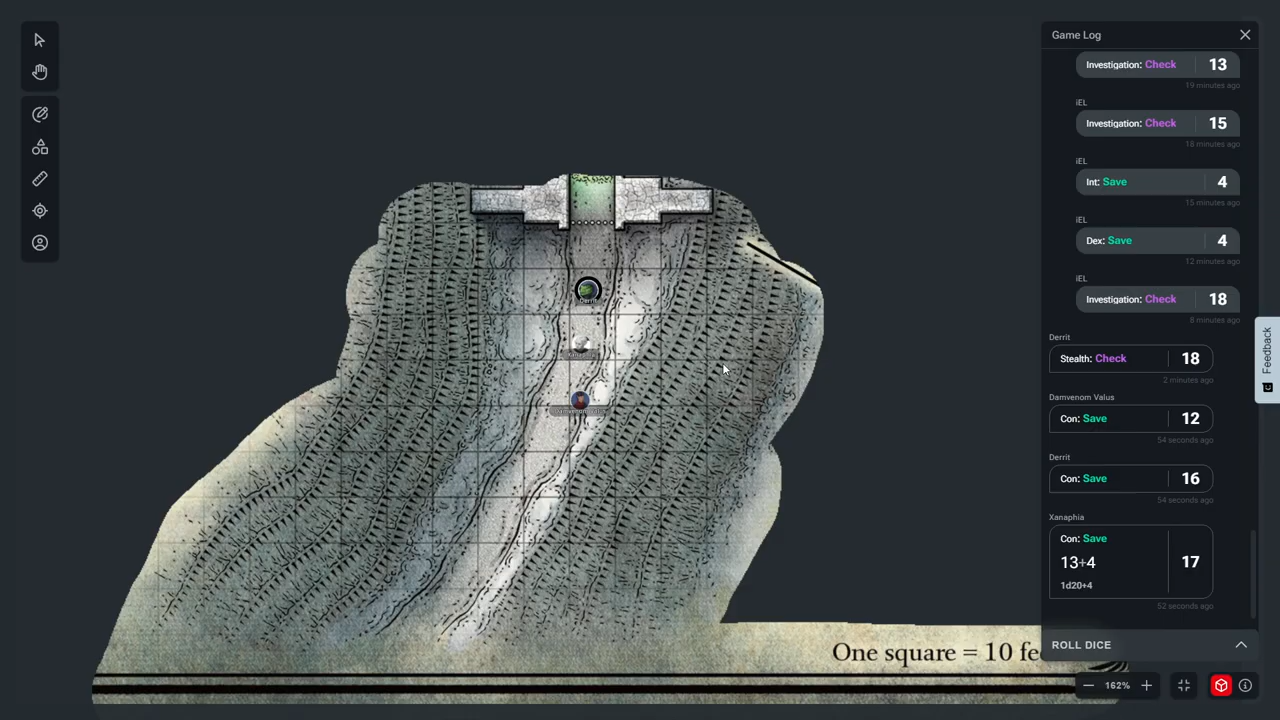 Game Log
Investigation: Check
13
19 minutes ago
iEL
Investigation: Check
15
18 minutes ago
iEL
Int: Save
4
15 minutes ago
iEL
Dex: Save
4
12 minutes ago
iEL
Investigation: Check
18
8 minutes ago
Derrit
Stealth: Check
18
2 minutes ago
Damvenom Valus
Con: Save
12
54 seconds ago
Derrit
Con: Save
16
54 seconds ago
Xanaphia
Con: Save
13+4
17
1d20+4
52 seconds ago
ROLL DICE
162%
Feedback
Derrit
Xanaphia
Damvenom Valus
One square = 10 fe